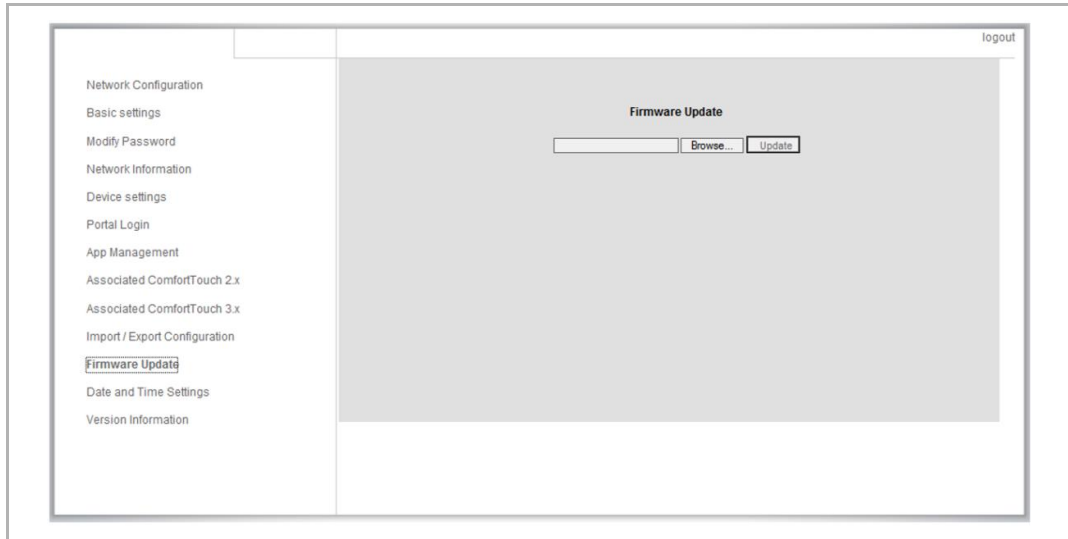 logout
Network Configuration
Basic settings
Modify Password
Network Information
Device settings
Portal Login
App Management
Associated ComfortTouch 2.x
Associated ComfortTouch 3.x
Import / Export Configuration
Firmware Update
Date and Time Settings
Version Information
Firmware Update
Browse... Update